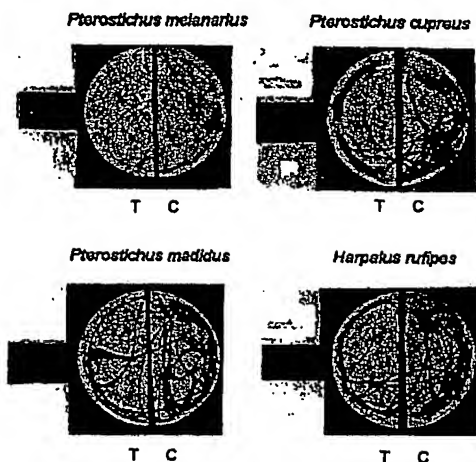 Pterostichus melanarius
Pterostichus cupreus
T C
T C
Pterostichus madidus
Harpalus rufipes
T C
T C